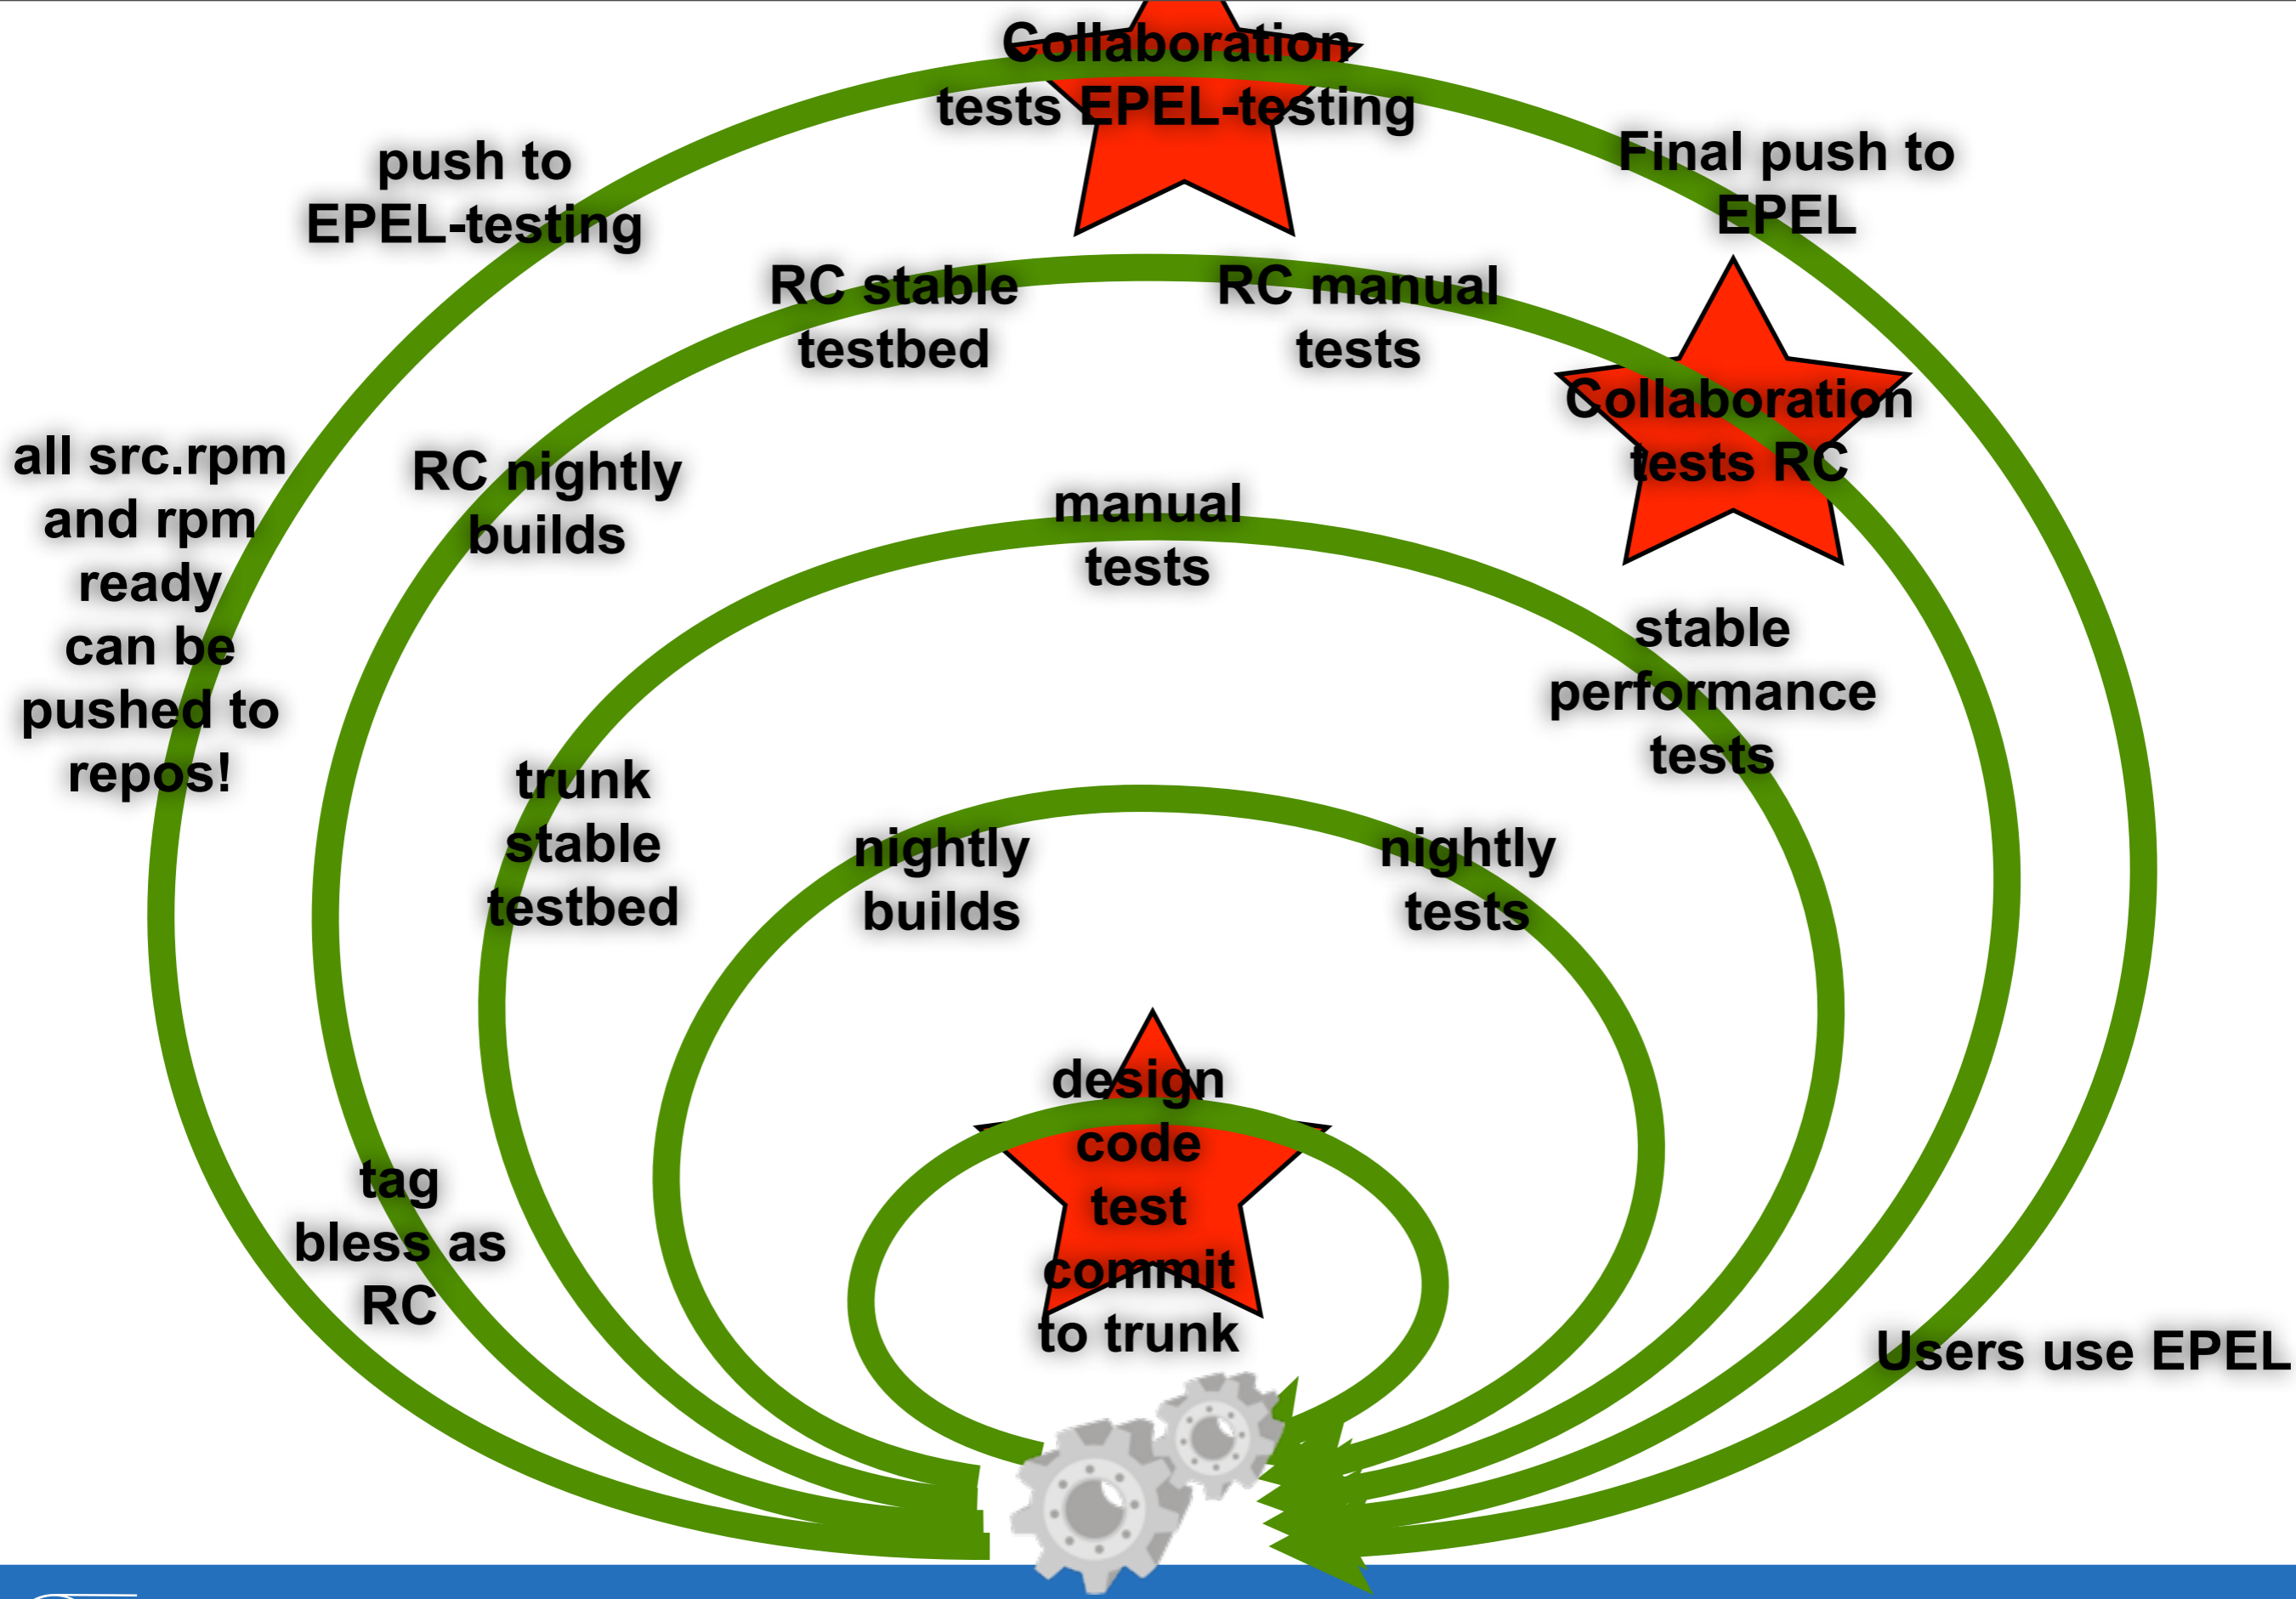 Collaboration
tests EPEL-testing
push to
EPEL-testing
Final push to
EPEL
RC stable
testbed
RC manual
tests
Collaboration
tests RC
all src.rpm
and rpm
ready
can be
pushed to
repos!
RC nightly
builds
manual
tests
stable
performance
tests
trunk
stable
testbed
nightly
builds
nightly
tests
design
code
test
commit
to trunk
tag
bless as
RC
Users use EPEL